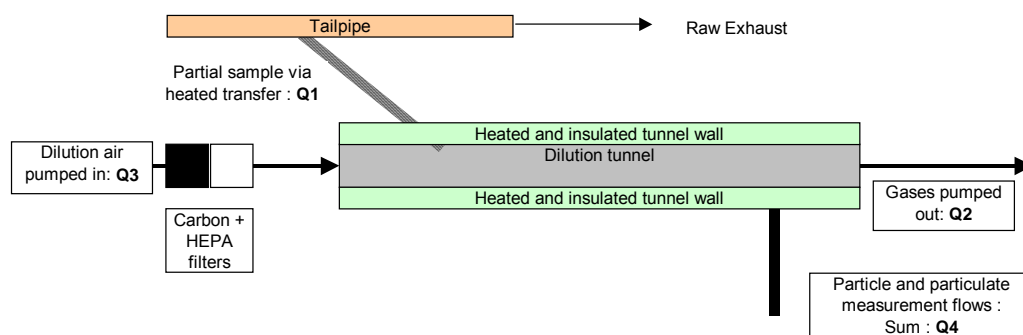 Tailpipe
Raw Exhaust
Partial sample via
heated transfer : Q1
Heated and insulated tunnel wall
Dilution tunnel
Heated and insulated tunnel wall
Dilution air
pumped in: Q3
Carbon +
HEPA
filters
Gases pumped
out: Q2
Particle and particulate
measurement flows :
Sum : Q4